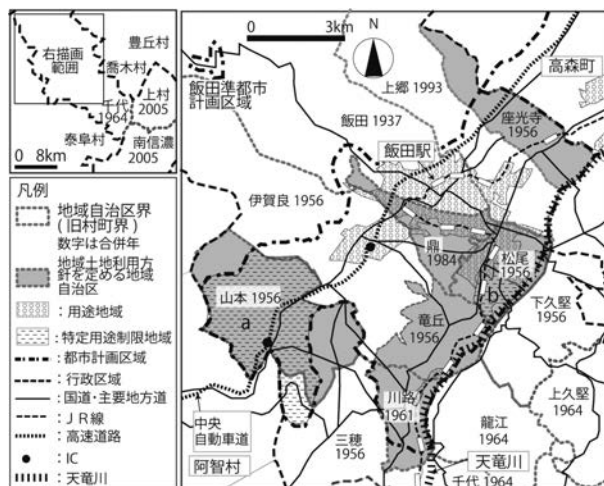 右描画
範囲
豊丘村
喬木村
千代
1964
上村
2005
泰阜村
南信濃
2005
0 8km
凡例
地域自治区界
(旧村町界)
数字は合併年
地域土地利用方
針を定める地域
自治区
:用途地域
:特定用途制限地域
:都市計画区域
:行政区域
:国道・主要地方道
:JR線
:高速道路
:IC
:天竜川
0 3km
N
飯田準都市
計画区域
上郷 1993
飯田 1937
高森町
座光寺
1956
飯田駅
伊賀良 1956
鼎
1984
松尾
1956
山本 1956
a
b
竜丘
1956
下久堅
1956
川路
1961
上久堅
1964
龍江
1964
中央
自動車道
阿智村
三穂
1956
天竜川
千代 1964